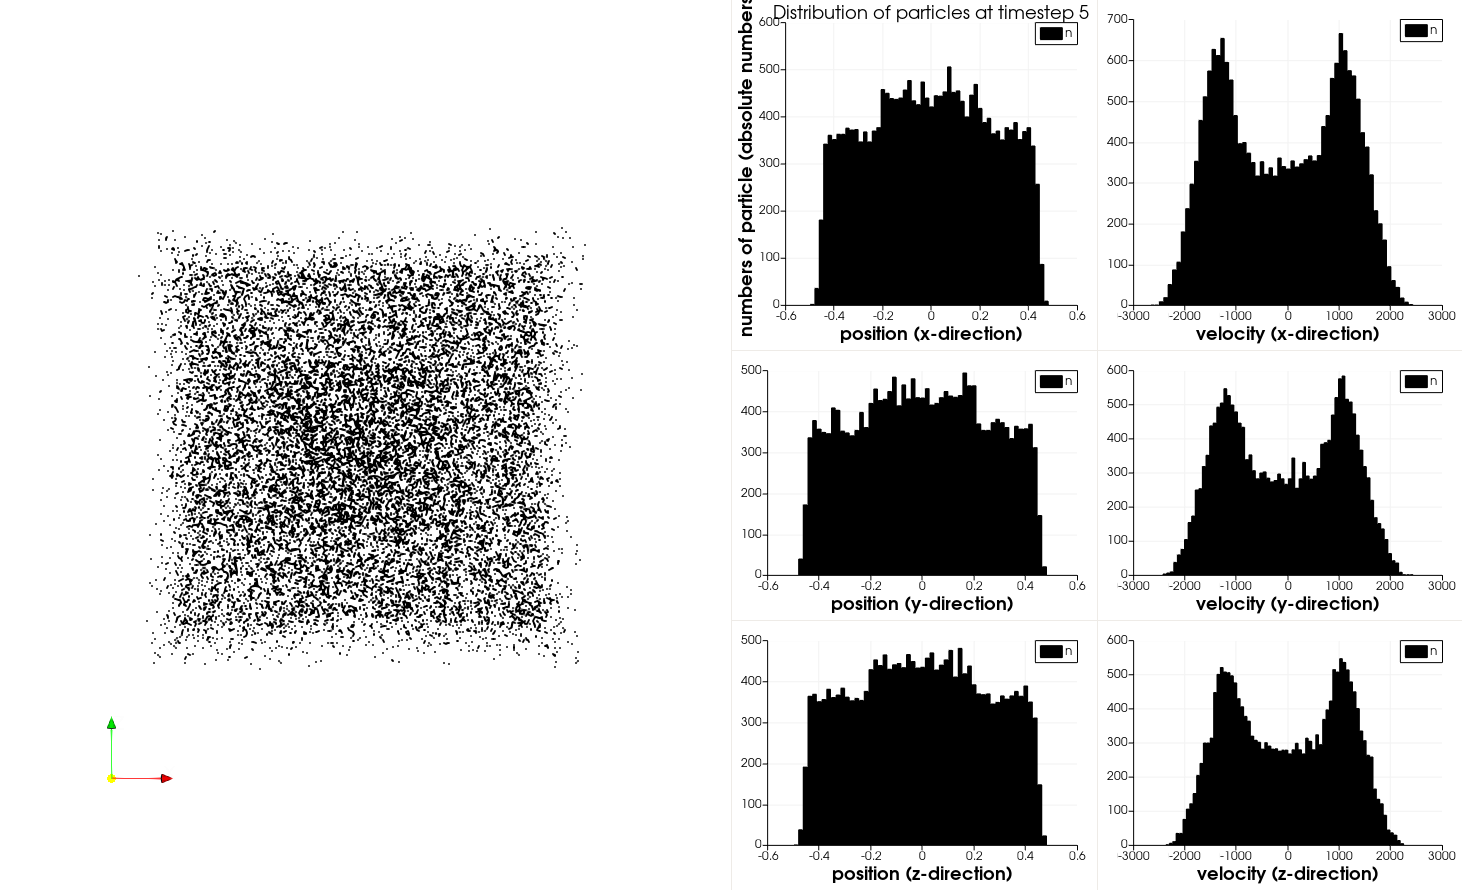 Distribution of particles at timestep 5
numbers of particle (absolute numbers
600
500
400
300
200
100
0
-0.6 -0.4 -0.2 0 0.2 0.4 0.6
position (x-direction)
n
700
600
500
400
300
200
100
0
-3000 -2000 -1000 0 1000 2000 3000
velocity (x-direction)
n
500
400
300
200
100
0
-0.6 -0.4 -0.2 0 0.2 0.4 0.6
position (y-direction)
n
600
500
400
300
200
100
0
-3000 -2000 -1000 0 1000 2000 3000
velocity (y-direction)
n
500
400
300
200
100
0
-0.6 -0.4 -0.2 0 0.2 0.4 0.6
position (z-direction)
n
600
500
400
300
200
100
0
-3000 -2000 -1000 0 1000 2000 3000
velocity (z-direction)
n